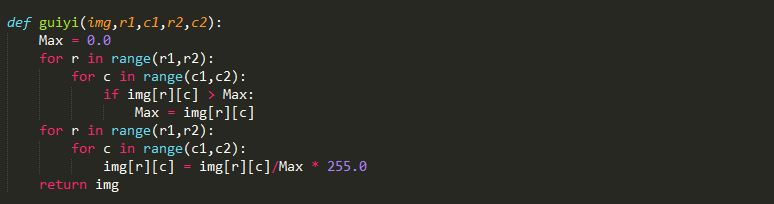 def guiyi(img,r1,c1,r2,c2):
    Max = 0.0
    for r in range(r1,r2):
        for c in range(c1,c2):
            if img[r][c] > Max:
                Max = img[r][c]
    for r in range(r1,r2):
        for c in range(c1,c2):
            img[r][c] = img[r][c]/Max * 255.0
    return img